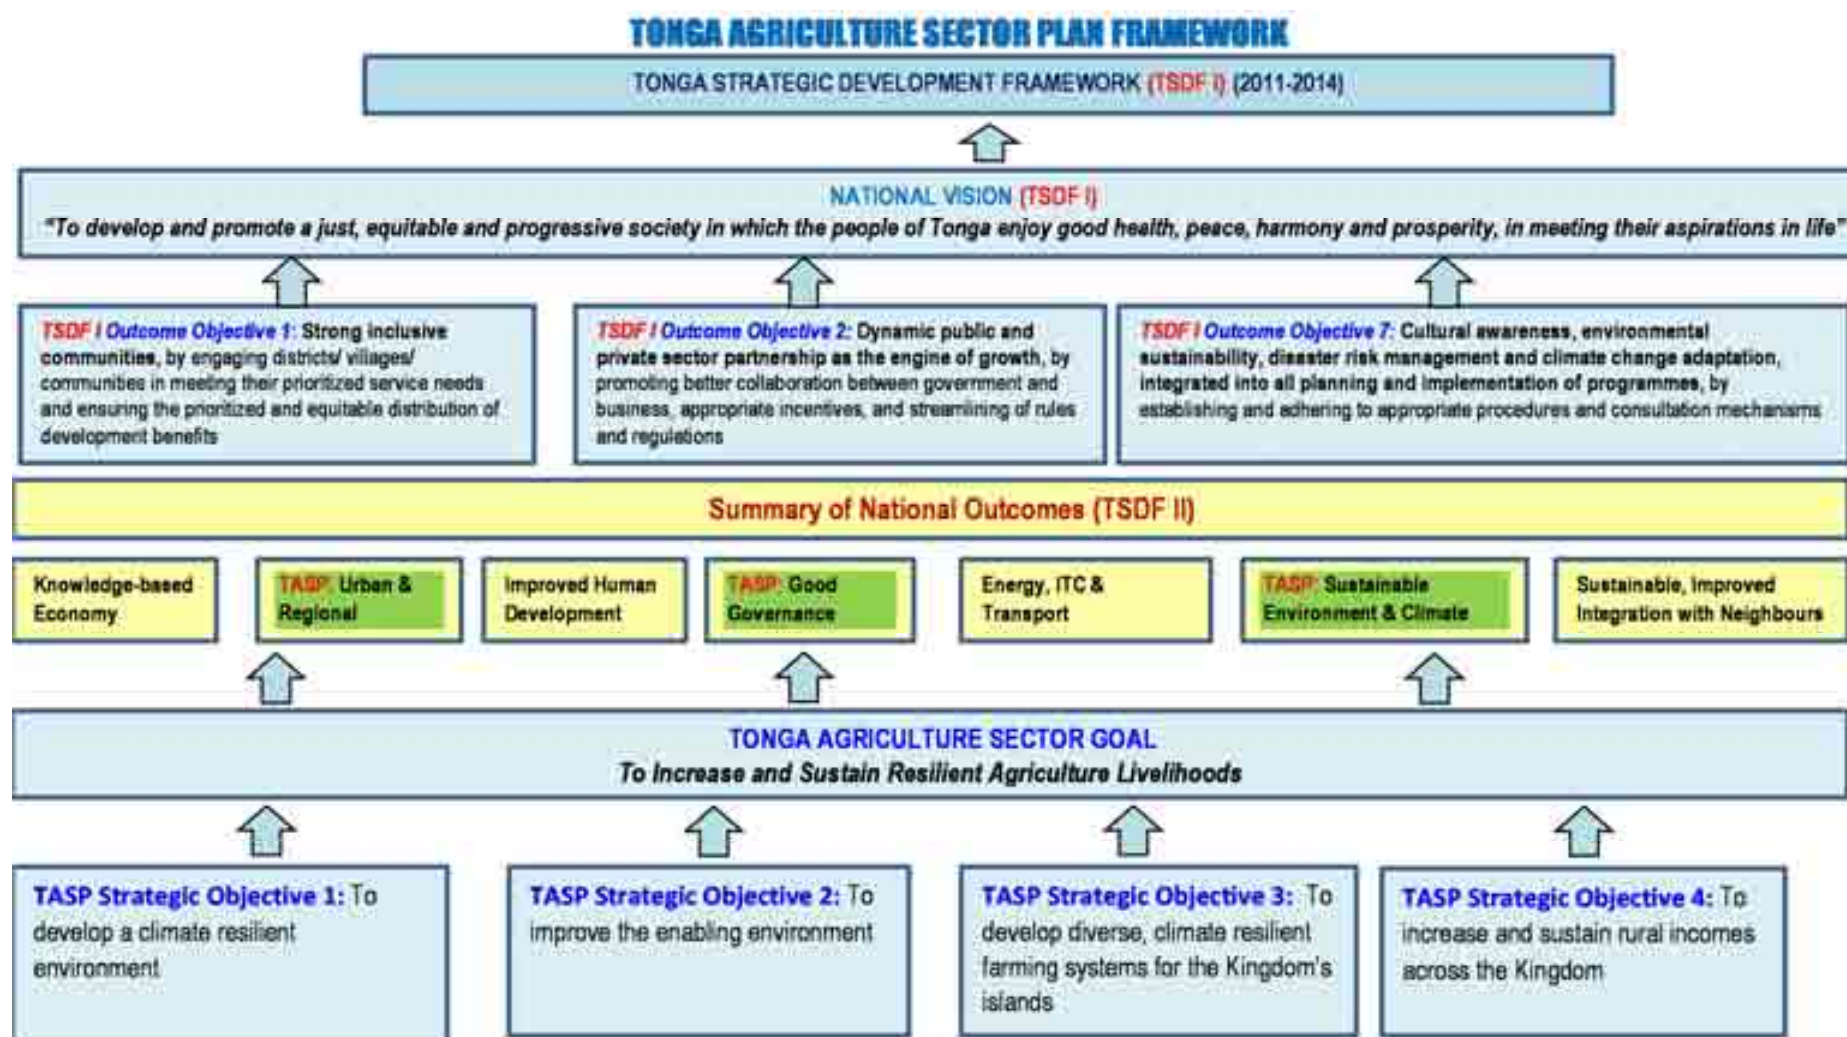 TONGA AGRICULTURE SECTOR PLAN FRAMEWORK
TONGA STRATEGIC DEVELOPMENT FRAMEWORK (TSDF I) (2011-2014)
NATIONAL VISION (TSDF I)
"To develop and promote a just, equitable and progressive society in which the people of Tonga enjoy good health, peace, harmony and prosperity, in meeting their aspirations in life"
TSDF I Outcome Objective 1: Strong inclusive
communities, by engaging districts/ villages/
communities in meeting their prioritized service needs
and ensuring the prioritized and equitable distribution of
development benefits
TSDF I Outcome Objective 2: Dynamic public and
private sector partnership as the engine of growth, by
promoting better collaboration between government and
business, appropriate incentives, and streamlining of rules
and regulations
TSDF I Outcome Objective 7: Cultural awareness, environmental
sustainability, disaster risk management and climate change adaptation,
integrated into all planning and implementation of programmes, by
establishing and adhering to appropriate procedures and consultation mechanisms
Summary of National Outcomes (TSDF II)
Knowledge-based
Economy
TASP: Urban &
Regional
Improved Human
Development
TASP: Good
Governance
Energy, ITC &
Transport
TASP: Sustainable
Environment & Climate
Sustainable, Improved
Integration with Neighbours
TONGA AGRICULTURE SECTOR GOAL
To Increase and Sustain Resilient Agriculture Livelihoods
TASP Strategic Objective 1: To
develop a climate resilient
environment
TASP Strategic Objective 2: To
improve the enabling environment
TASP Strategic Objective 3: To
develop diverse, climate resilient
farming systems for the Kingdom's
islands
TASP Strategic Objective 4: To
increase and sustain rural incomes
across the Kingdom